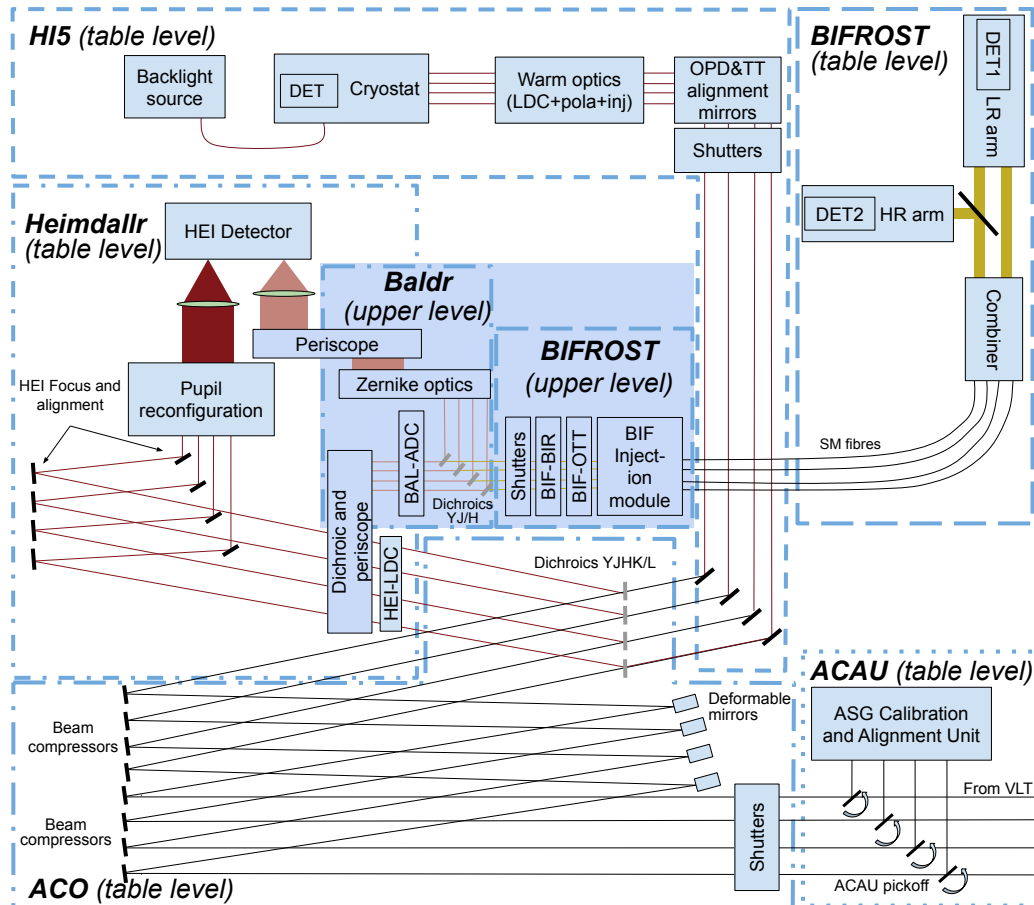 HI5 (table level)
Backlight
source
DET
Cryostat
Warm optics
(LDC+pola+inj)
OPD&TT
alignment
mirrors
Shutters
BIFROST
(table level)
DET1
LR arm
DET2
HR arm
Combiner
SM fibres
Heimdallr
(table level)
HEI Detector
Baldr
(upper level)
Periscope
Zernike optics
BIFROST
(upper level)
HEI Focus and
alignment
Pupil
reconfiguration
BAL-ADC
Dichroics
YJ/H
Shutters
BIF-BIR
BIF-OTT
BIF
Inject-
ion
module
Dichroic and
periscope
HEI-LDC
Dichroics YJHK/L
Beam
compressors
Deformable
mirrors
Beam
compressors
Shutters
ACO (table level)
ACAU (table level)
ASG Calibration
and Alignment Unit
From VLT
ACAU pickoff